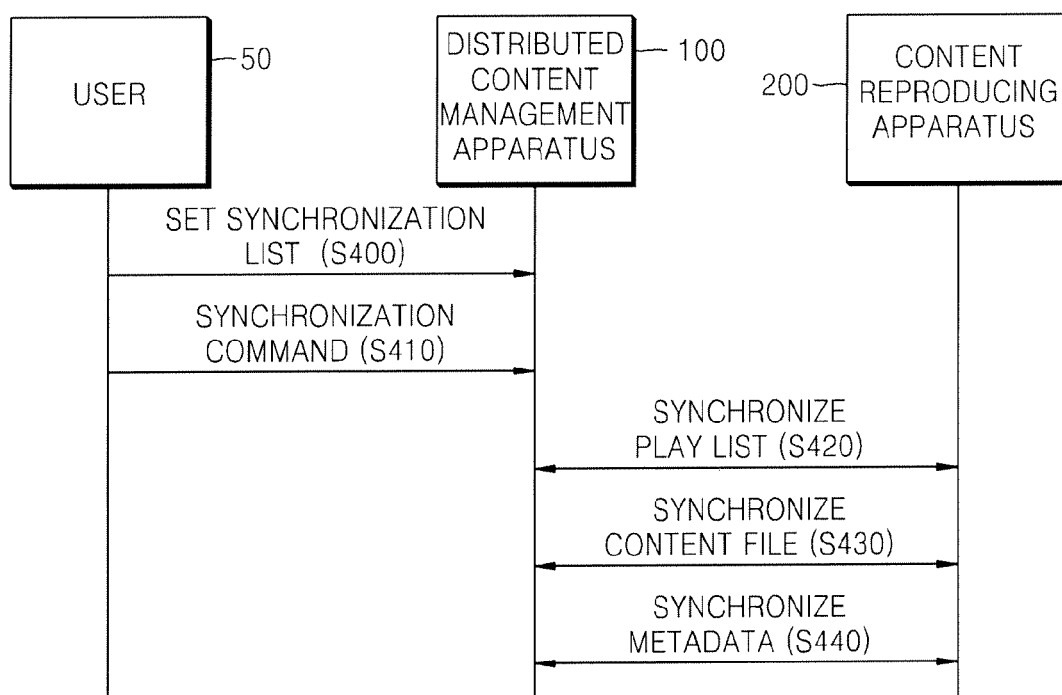 USER
50
DISTRIBUTED
CONTENT
MANAGEMENT
APPARATUS
100
CONTENT
REPRODUCING
APPARATUS
200
SET SYNCHRONIZATION
LIST (S400)
SYNCHRONIZATION
COMMAND (S410)
SYNCHRONIZE
PLAY LIST (S420)
SYNCHRONIZE
CONTENT FILE (S430)
SYNCHRONIZE
METADATA (S440)